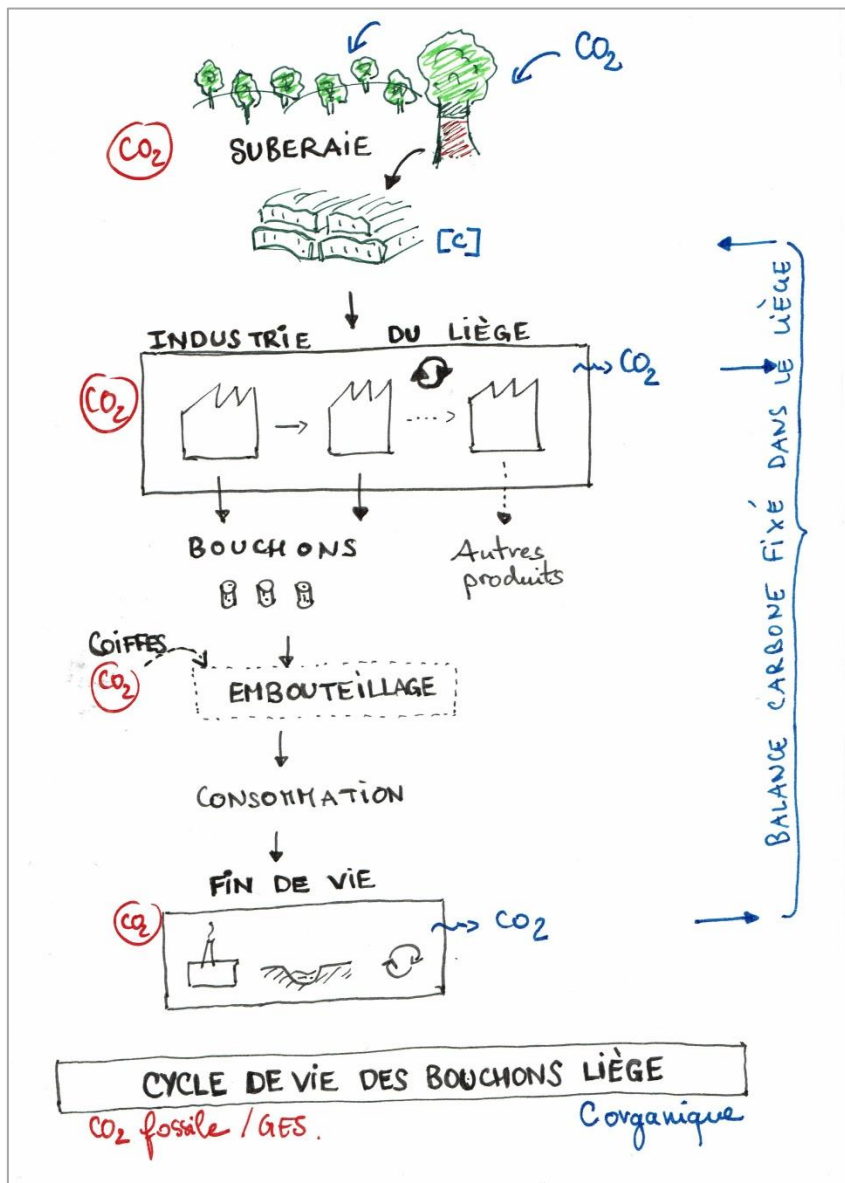 CO2
CO2
SUBERAIE
[C]
INDUSTRIE DU LIÈGE
CO2
CO2
BOUCHONS
Autres
produits
COIFFES
CO2
EMBOUTEILLAGE
CONSOMMATION
FIN DE VIE
CO2
CO2
BALANCE CARBONE FIXÉ DANS LE LIÈGE
CYCLE DE VIE DES BOUCHONS LIÈGE
CO2 fossile / GES.
Corganique